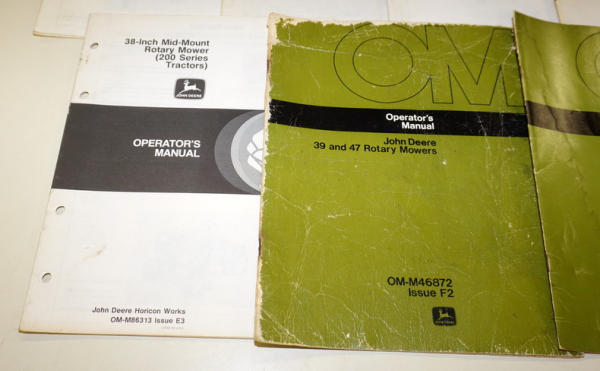 38-Inch Mid-Mount
Rotary Mower
(200 Series
Tractors)
JOHN DEERE
OPERATOR'S
MANUAL
John Deere Horicon Works
OM-M86313 Issue E3
OM
Operator's
Manual
John Deere
39 and 47 Rotary Mowers
OM-M46872
Issue F2